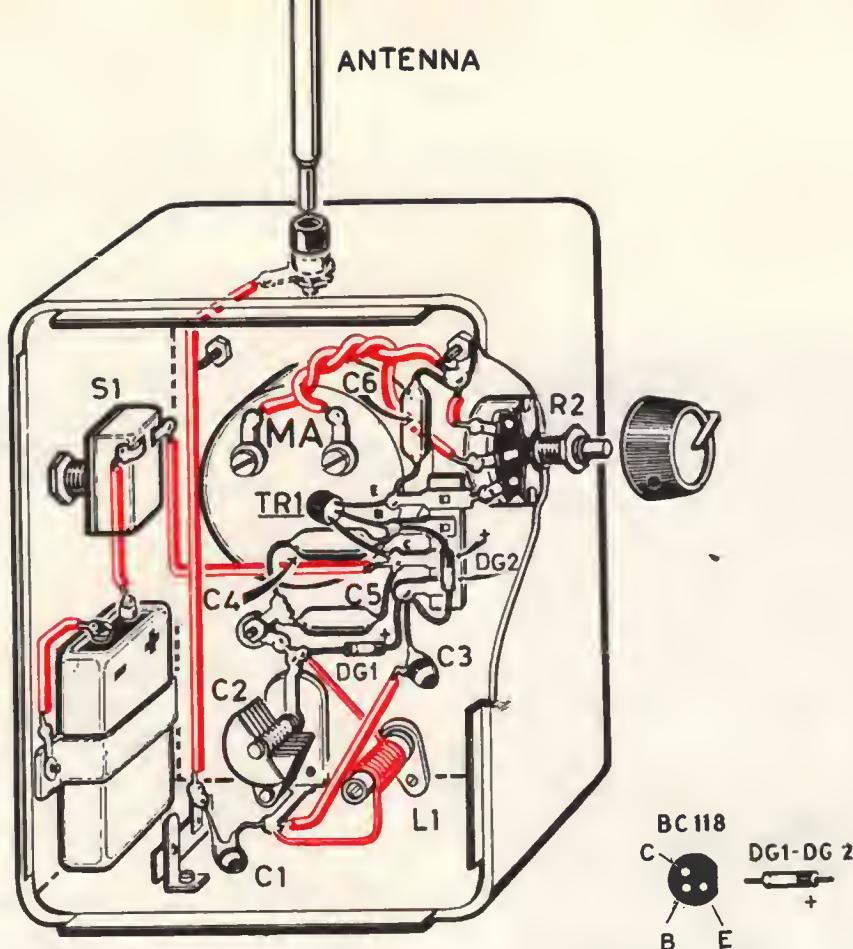 ANTENNA
S1
C6
R2
MA
TR1
E
B
C
+
DG2
C4
C5
+
DG1
C3
C2
+
-
L1
C1
BC 118
C
DG1-DG 2
+
B E